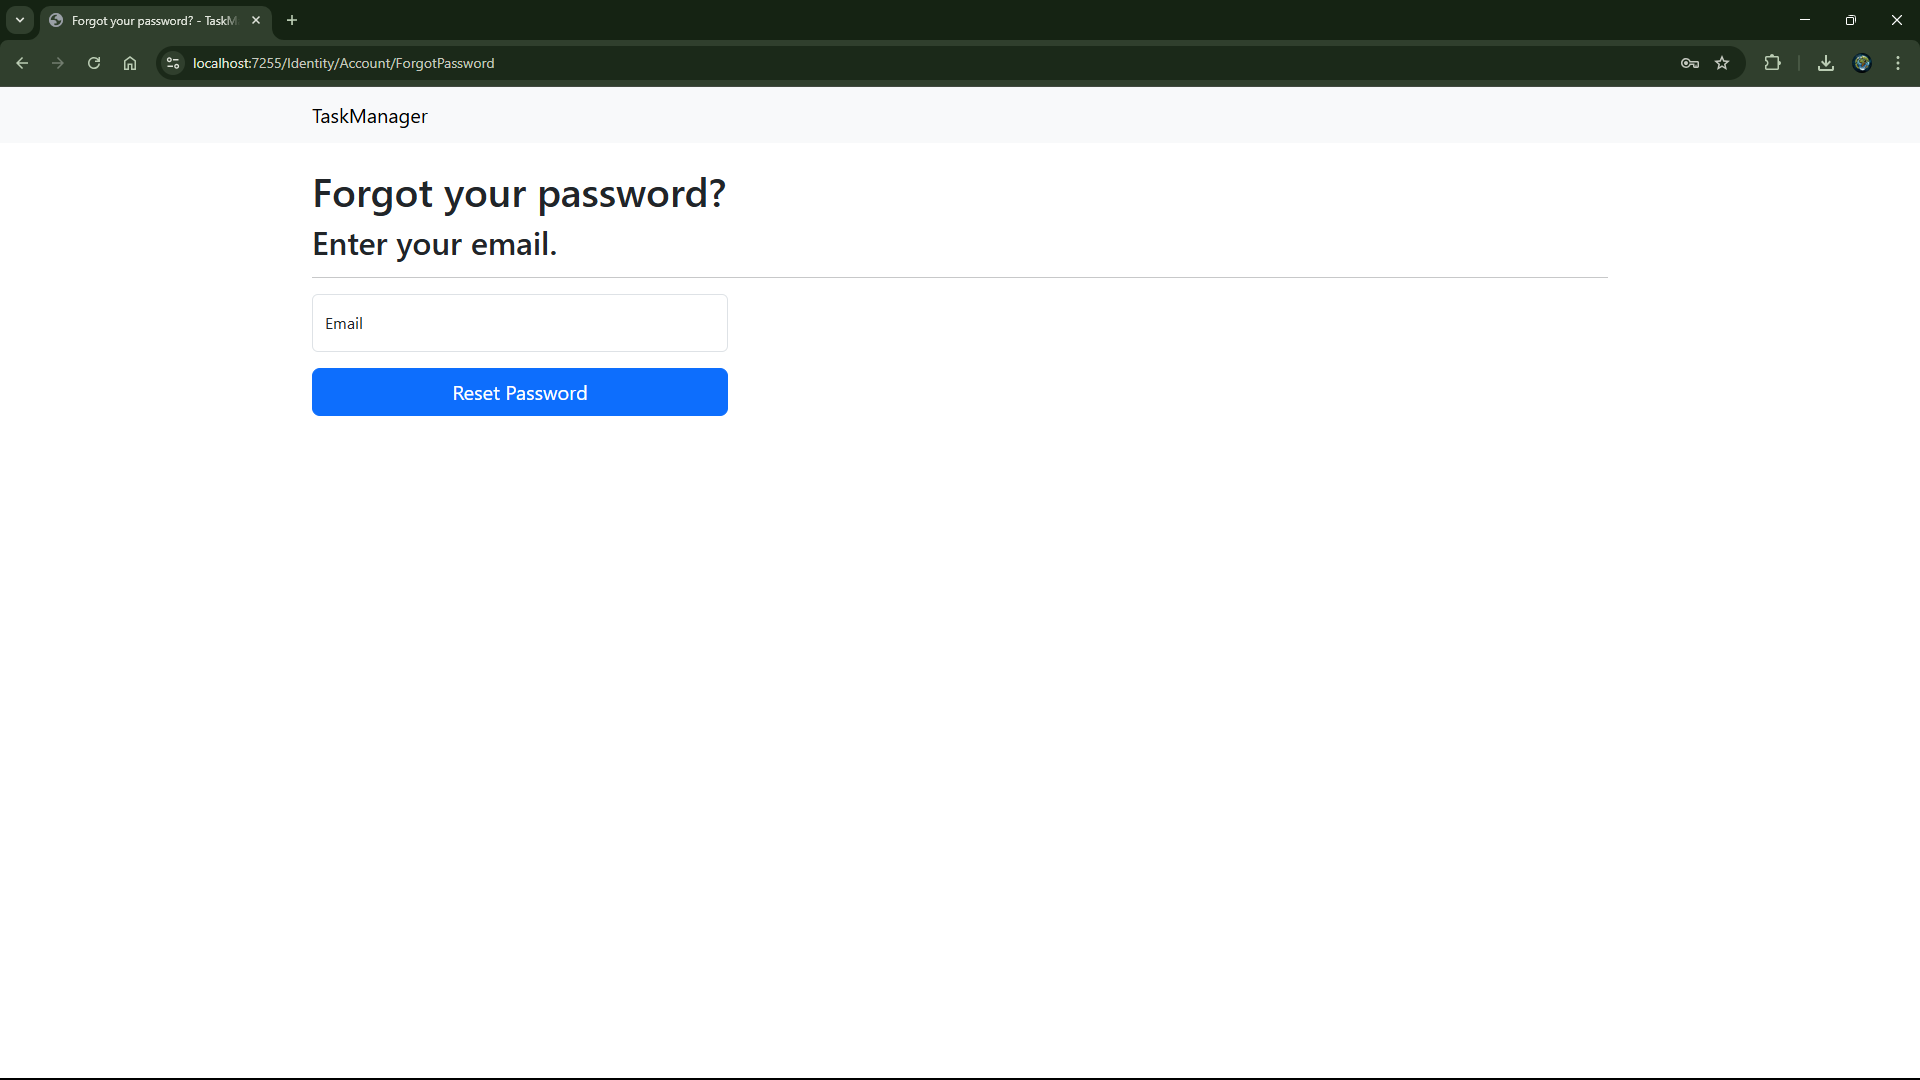 Forgot your password? - TaskM
localhost:7255/Identity/Account/ForgotPassword
TaskManager
Forgot your password?
Enter your email.
Email
Reset Password